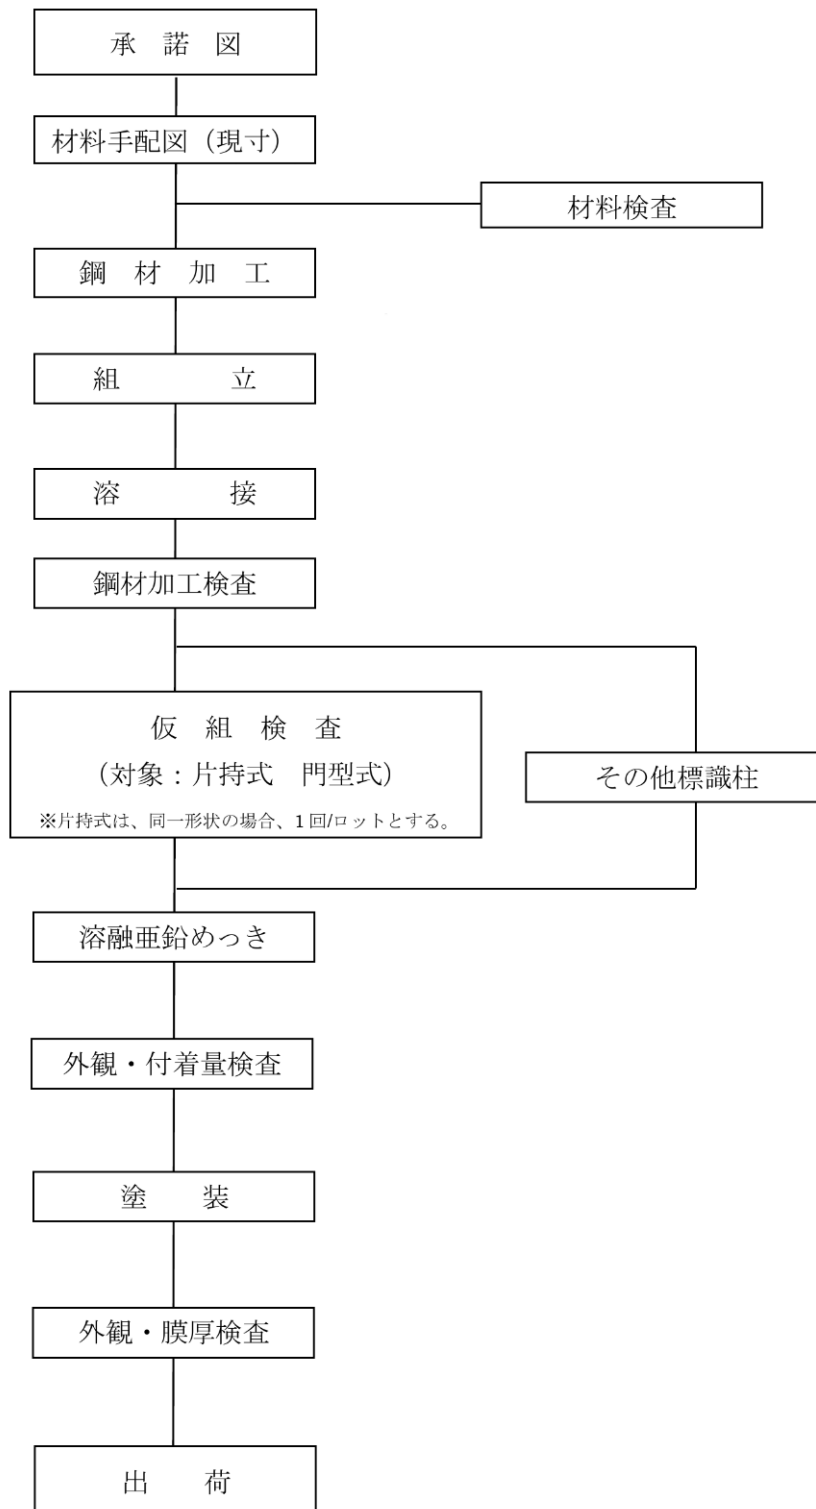 承　諾　図
材料手配図（現寸）
材料検査
鋼　材　加　工
組　　　　立
溶　　　　接
鋼材加工検査
仮　組　検　査
（対象：片持式　門型式）
※片持式は、同一形状の場合、1回/ロットとする。
その他標識柱
溶融亜鉛めっき
外観・付着量検査
塗　　装
外観・膜厚検査
出　　荷